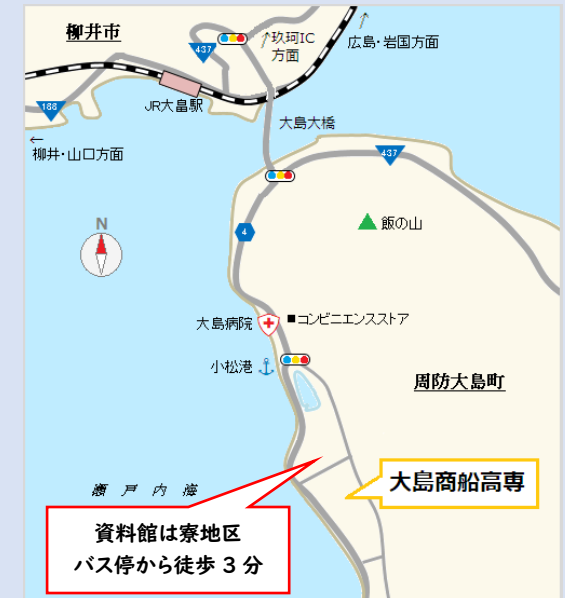 柳井市
437
↑玖珂IC
方面
広島・岩国方面
JR大畠駅
188
←
柳井・山口方面
大島大橋
437
N
4
飯の山
大島病院
■コンビニエンスストア
小松港
周防大島町
大島商船高専
瀬戸内海
資料館は寮地区
バス停から徒歩 3 分